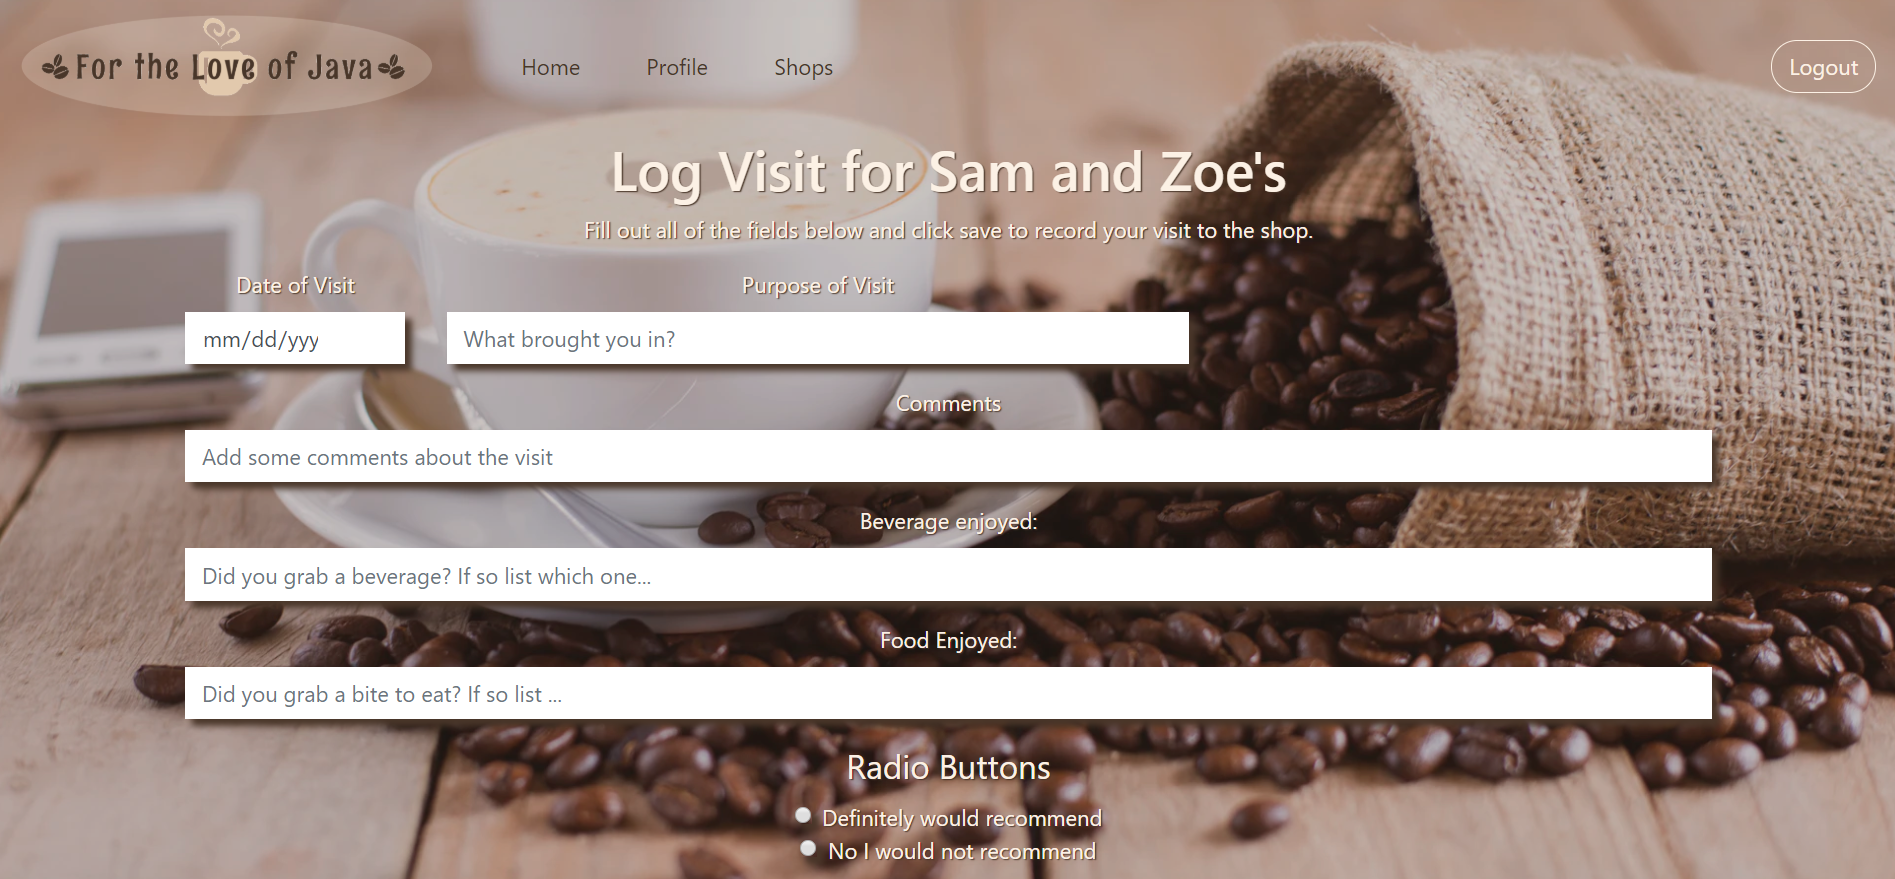 For the Love of Java
Home
Profile
Shops
Logout
Log Visit for Sam and Zoe's
Fill out all of the fields below and click save to record your visit to the shop.
Date of Visit
Purpose of Visit
mm/dd/yyy
What brought you in?
Comments
Add some comments about the visit
Beverage enjoyed:
Did you grab a beverage? If so list which one...
Food Enjoyed:
Did you grab a bite to eat? If so list ...
Radio Buttons
Definitely would recommend
No I would not recommend